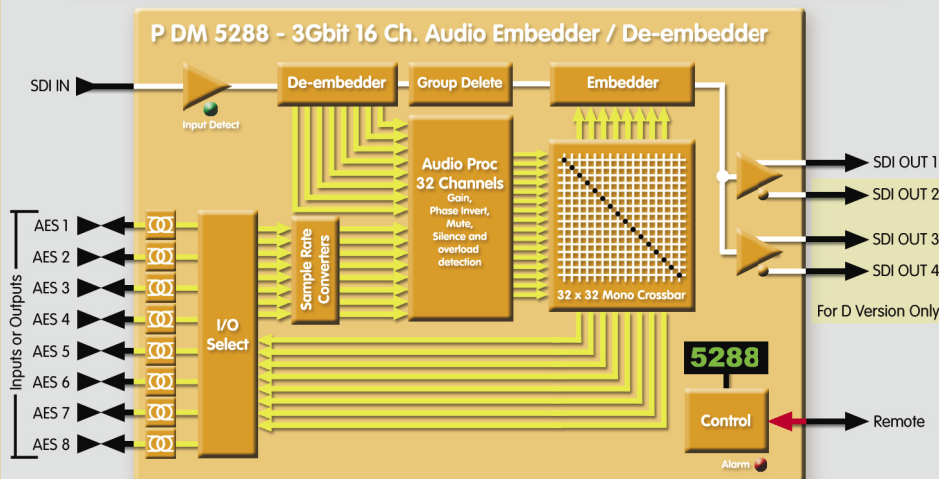 P DM 5288 - 3Gbit 16 Ch. Audio Embedder / De-embedder
SDI IN
Input Detect
De-embedder
Group Delete
Embedder
Audio Proc
32 Channels
Gain,
Phase Invert,
Mute,
Silence and
overload
detection
32 x 32 Mono Crossbar
SDI OUT 1
SDI OUT 2
SDI OUT 3
SDI OUT 4
For D Version Only
Inputs or Outputs
AES 1
AES 2
AES 3
AES 4
AES 5
AES 6
AES 7
AES 8
I/O
Select
Sample Rate
Converters
5288
Control
Remote
Alarm